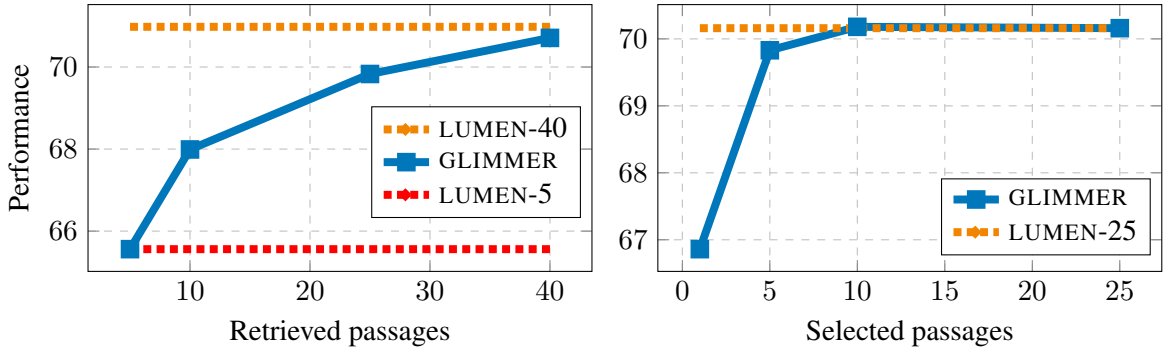 Performance
70
68
66
10
20
30
40
Retrieved passages
LUMEN-40
GLIMMER
LUMEN-5
70
69
68
67
0
5
10
15
20
25
Selected passages
GLIMMER
LUMEN-25